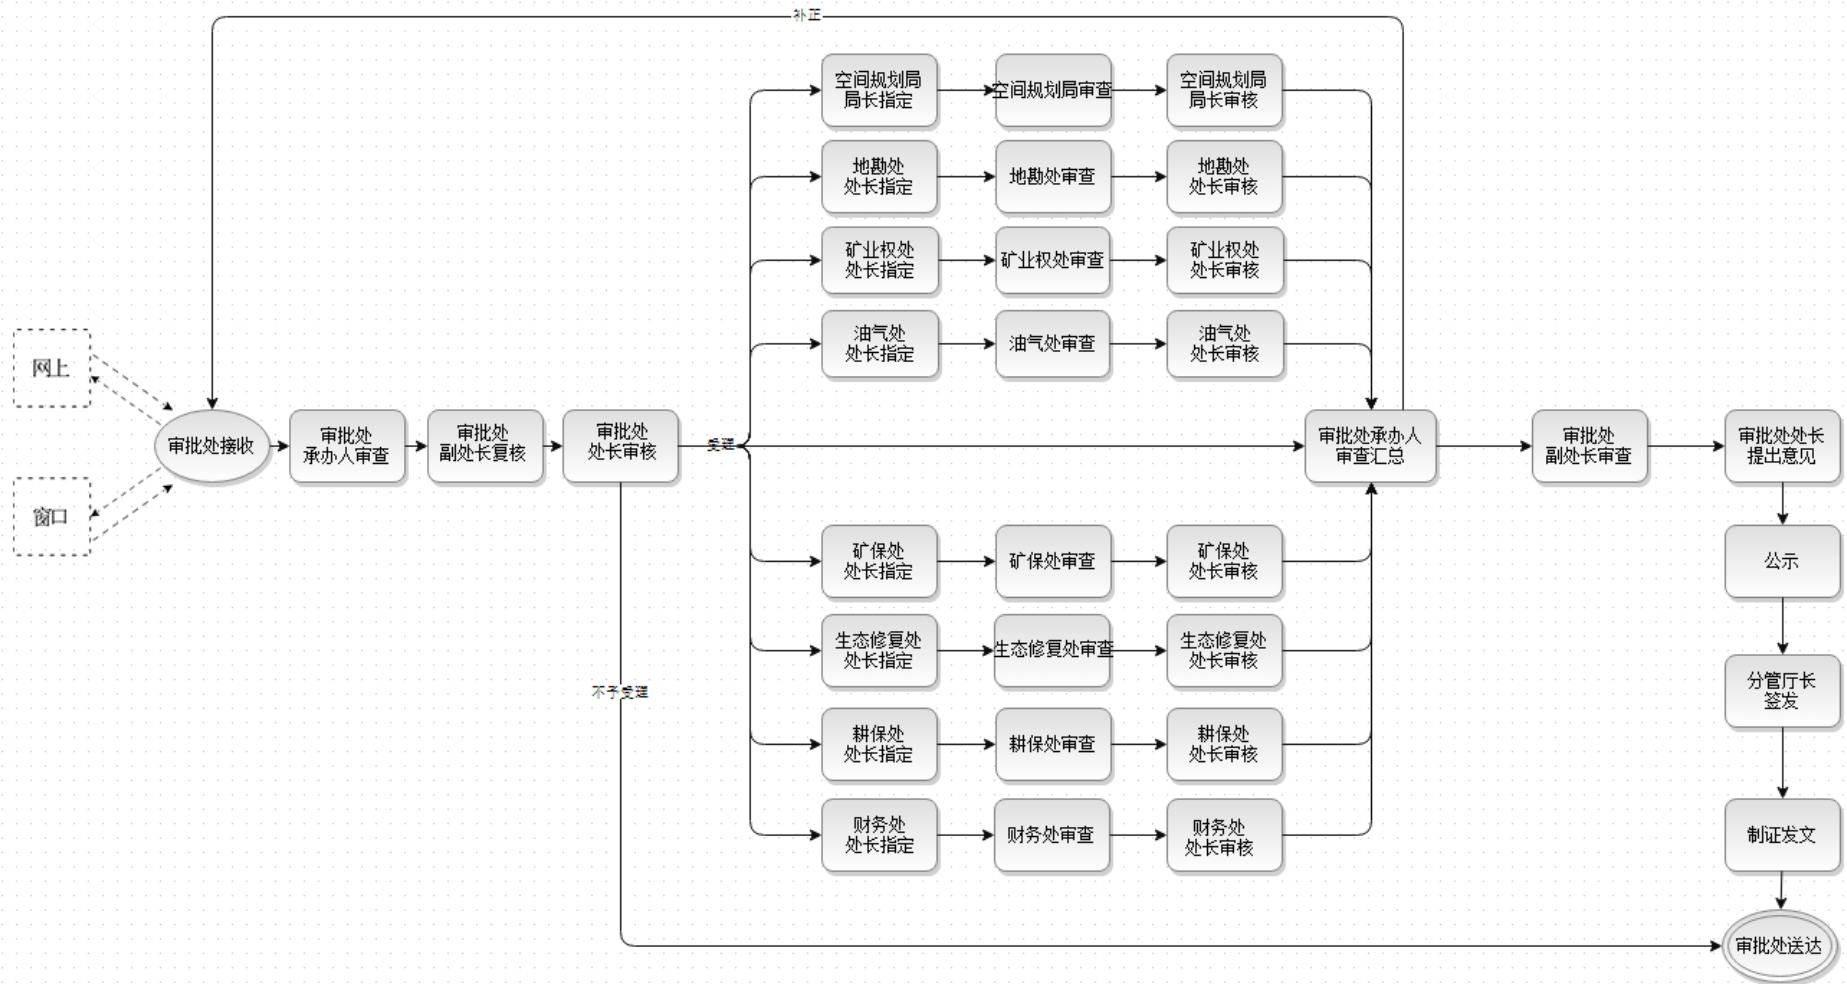 补正
空间规划局
局长指定
空间规划局审查
空间规划局
局长审核
地勘处
处长指定
地勘处审查
地勘处
处长审核
矿业权处
处长指定
矿业权处审查
矿业权处
处长审核
油气处
处长指定
油气处审查
油气处
处长审核
网上
窗口
审批处接收
审批处
承办人审查
审批处
副处长复核
审批处
处长审核
受理
审批处承办人
审查汇总
审批处
副处长审查
审批处处长
提出意见
矿保处
处长指定
矿保处审查
矿保处
处长审核
公示
生态修复处
处长指定
生态修复处审查
生态修复处
处长审核
不予受理
分管厅长
签发
耕保处
处长指定
耕保处审查
耕保处
处长审核
财务处
处长指定
财务处审查
财务处
处长审核
制证发文
审批处送达